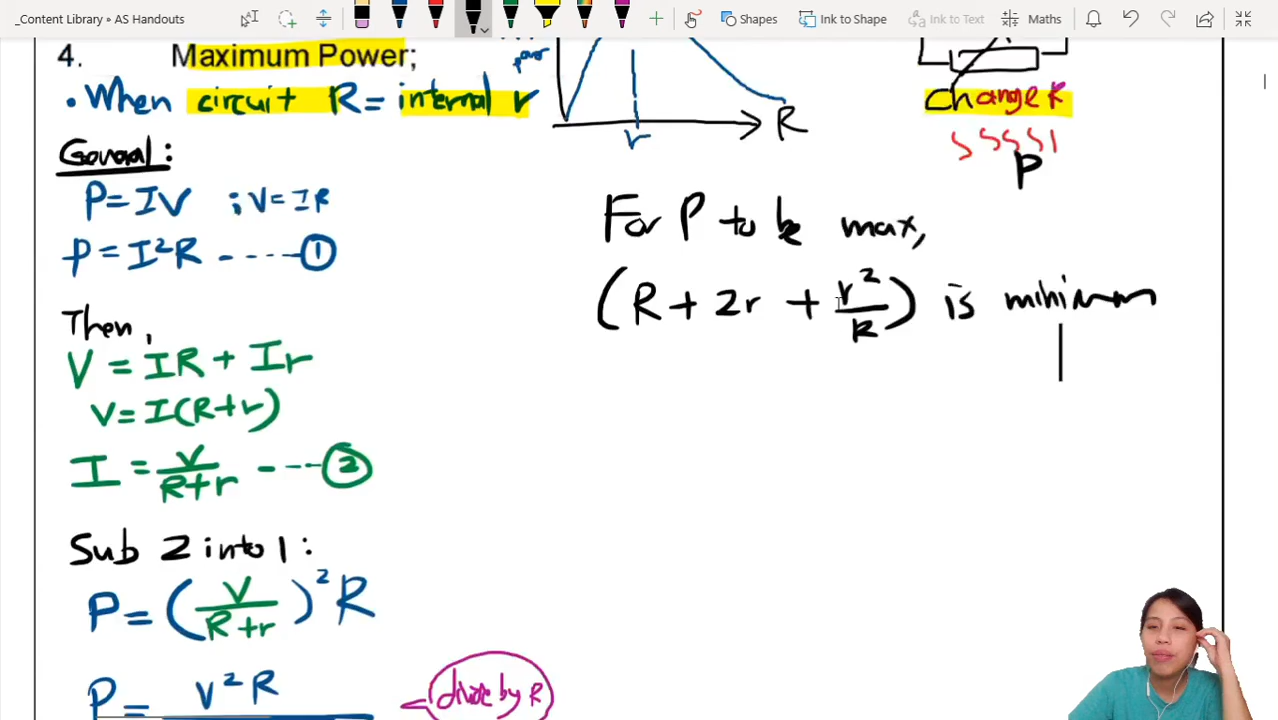 _Content Library » AS Handouts
Shapes
Ink to Shape
Ink to Text
Maths
4. Maximum Power;
• When circuit R = internal r
power
r
R
change R
P
General:
P = IV ; V = IR
P = I²R ------ ①
Then,
V = IR + Ir
V = I(R+r)
I = V/R+r ----- ②
Sub 2 into 1:
P = (V/R+r)² R
P = V²R
divide by R
For P to be max,
(R + 2r + r²/R) is minimum